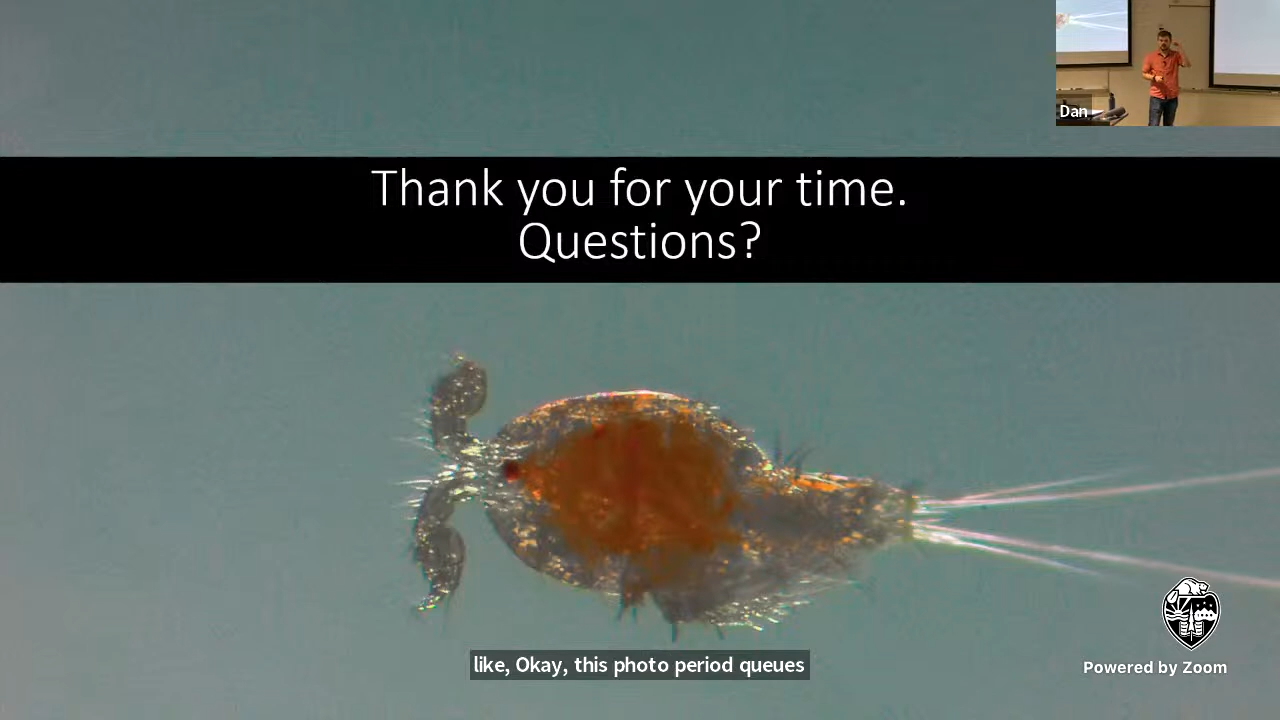 Dan
Thank you for your time.
Questions?
like, Okay, this photo period queues
Powered by Zoom